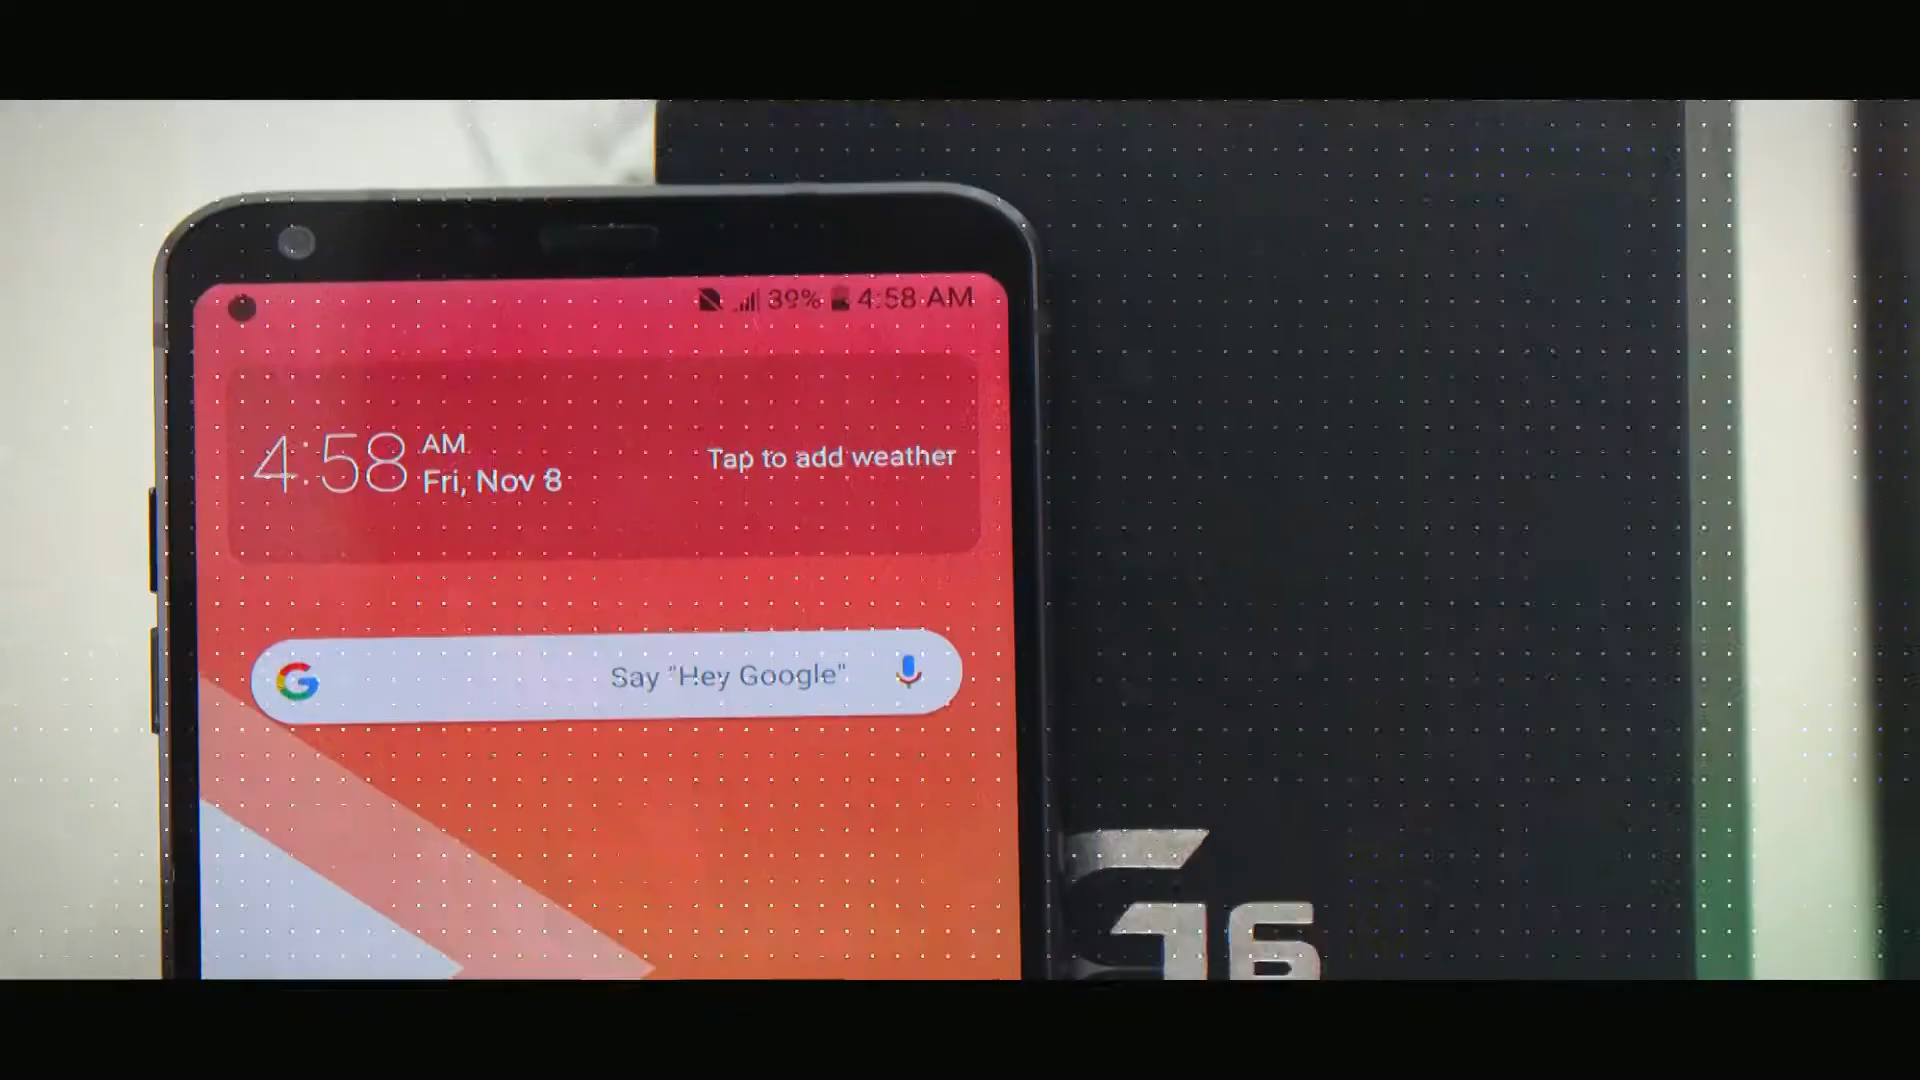 39% 4:58 AM
4:58 AM
Fri, Nov 8
Tap to add weather
G Say "Hey Google"
G6